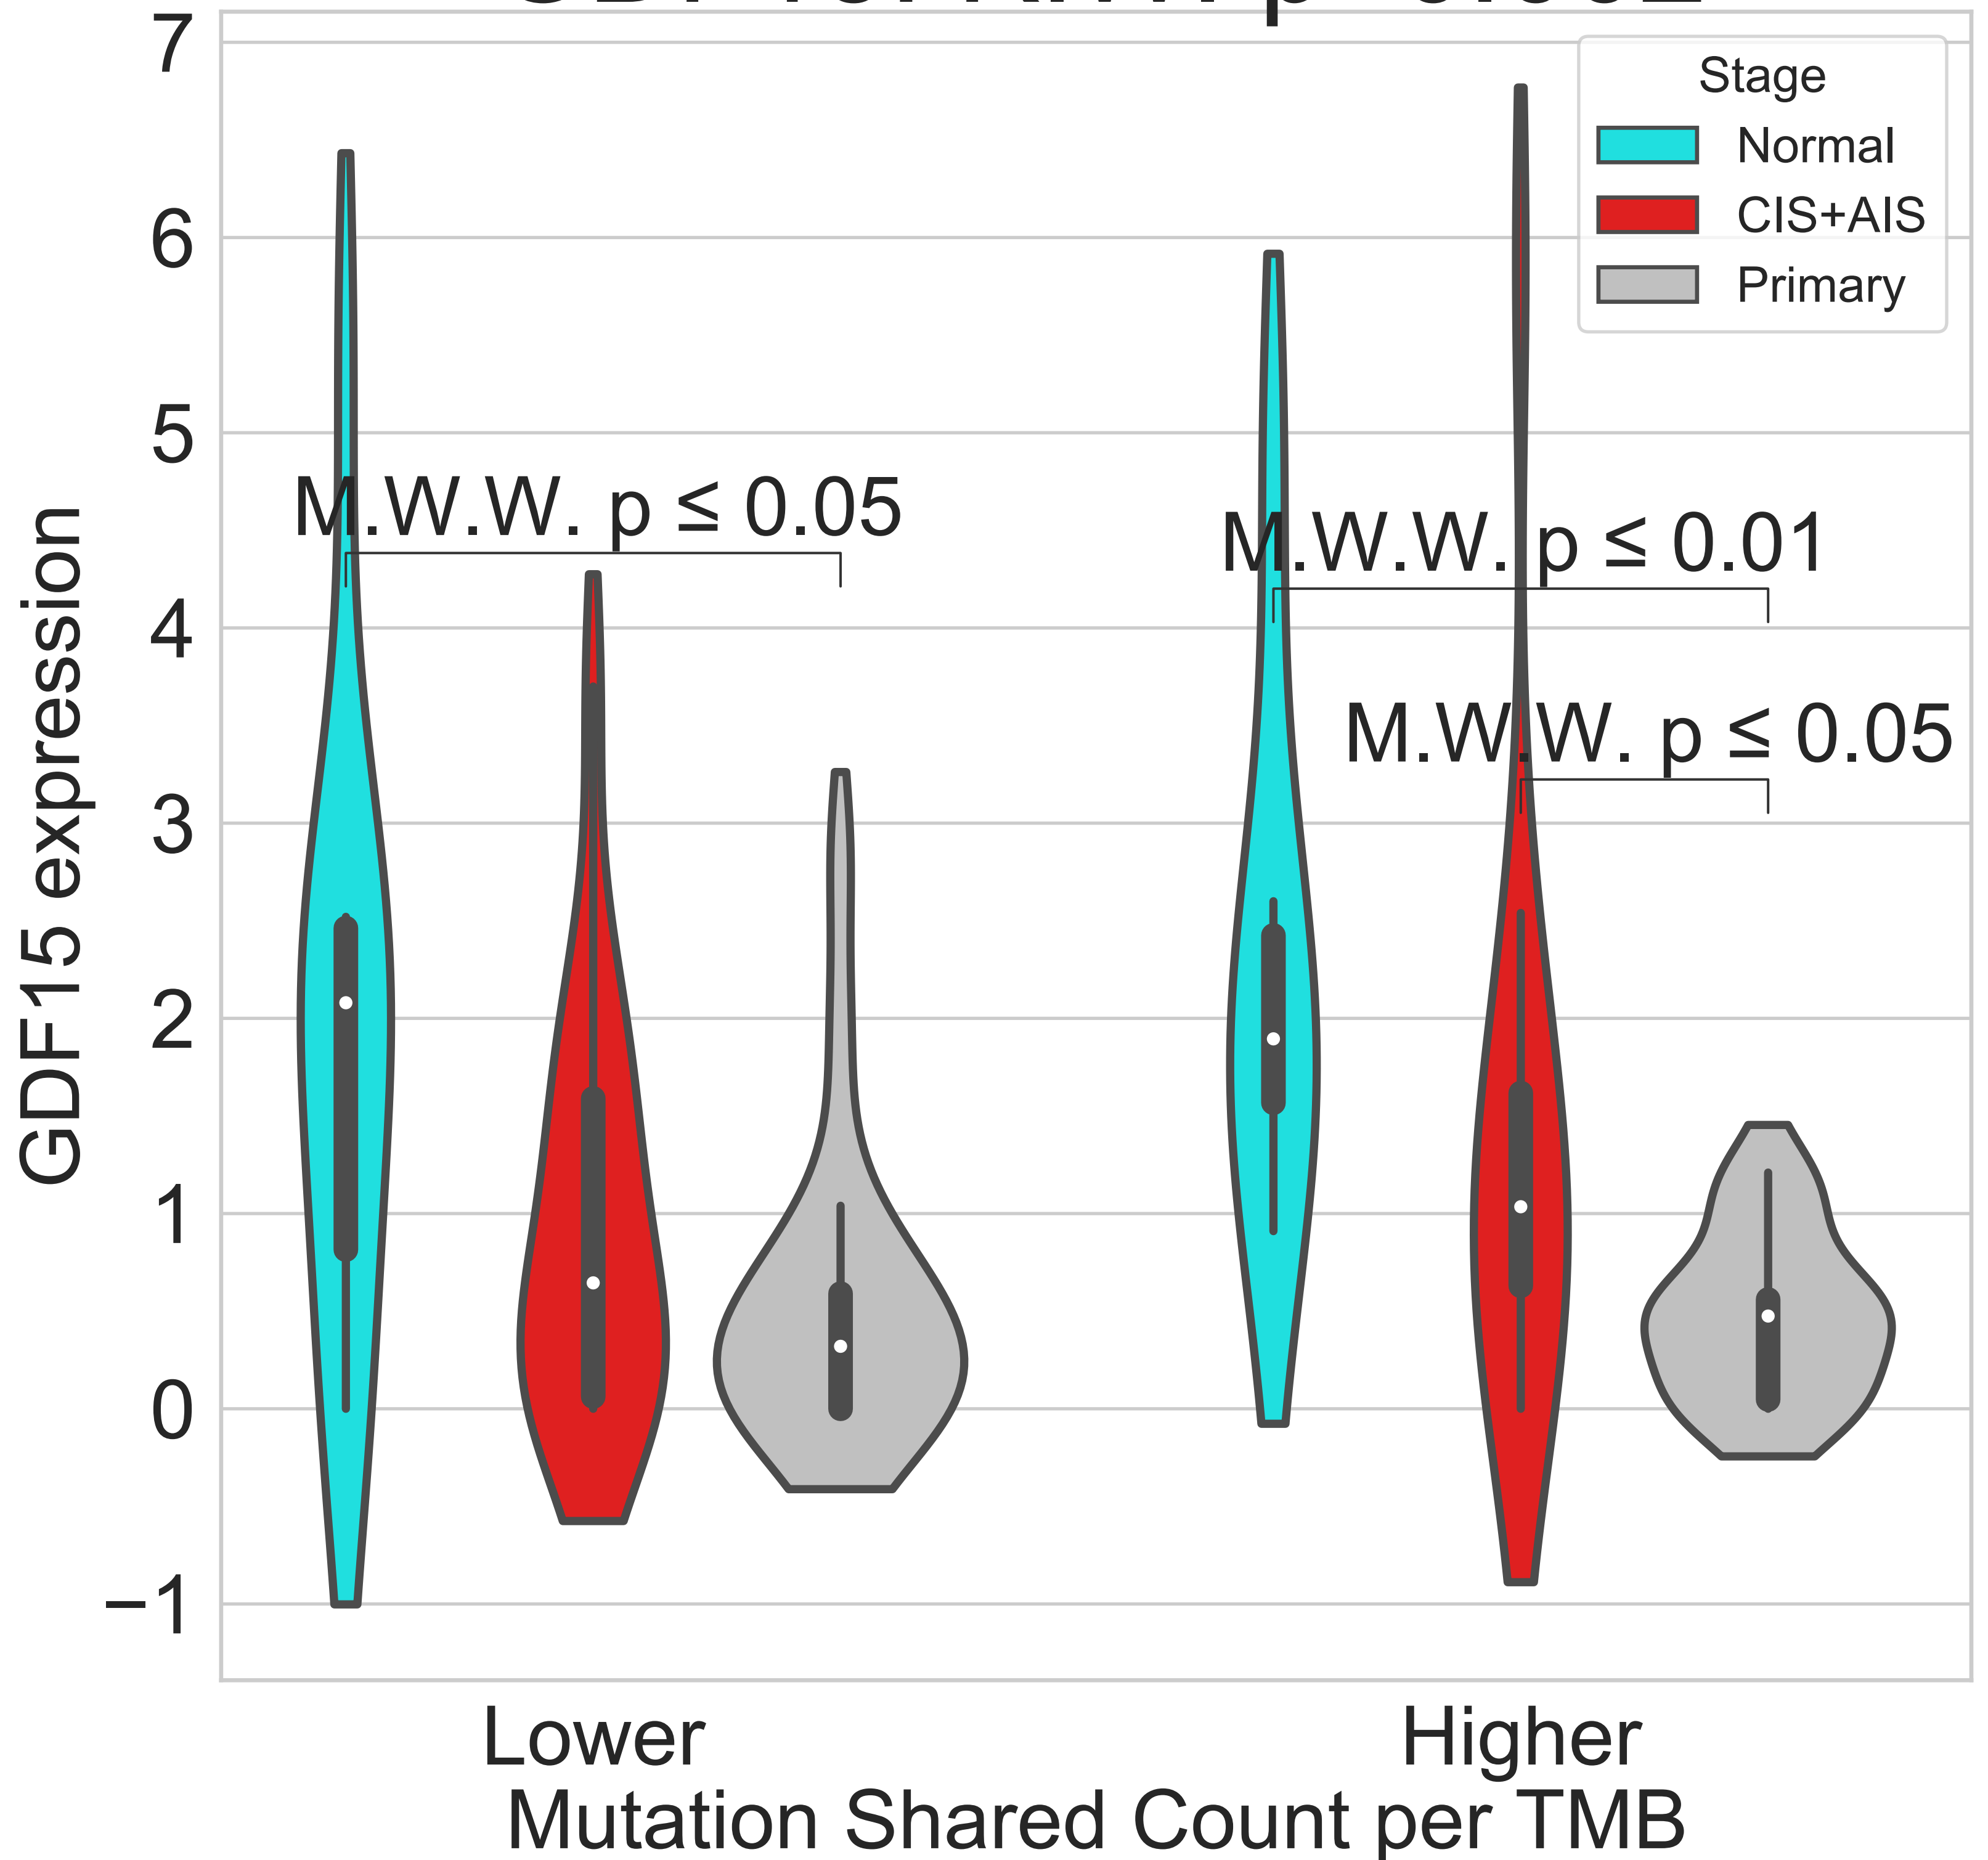 7
6
5
4
3
2
1
0
−1
GDF15 expression
Stage
Normal
CIS+AIS
Primary
M.W.W. p ≤ 0.05
M.W.W. p ≤ 0.01
M.W.W. p ≤ 0.05
Lower
Higher
Mutation Shared Count per TMB